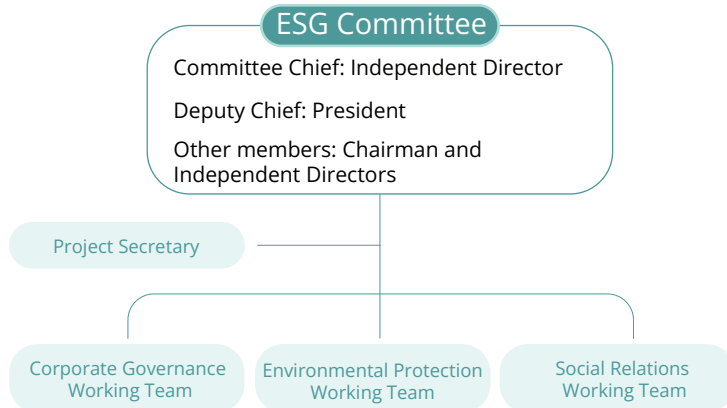 ESG Committee
Committee Chief: Independent Director
Deputy Chief: President
Other members: Chairman and
Independent Directors
Project Secretary
Corporate Governance
Working Team
Environmental Protection
Working Team
Social Relations
Working Team